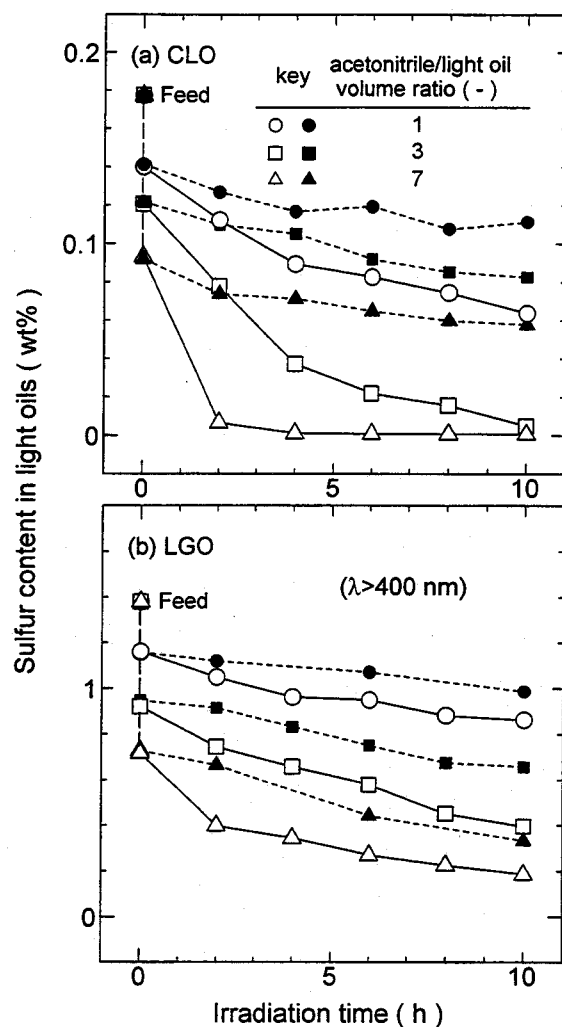 Sulfur content in light oils ( wt% )
(a) CLO
0.2
0.1
0
Feed
key
acetonitrile/light oil
volume ratio ( - )
1
3
7
0 5 10
(b) LGO
(λ>400 nm)
Feed
1
0
0 5 10
Irradiation time ( h )